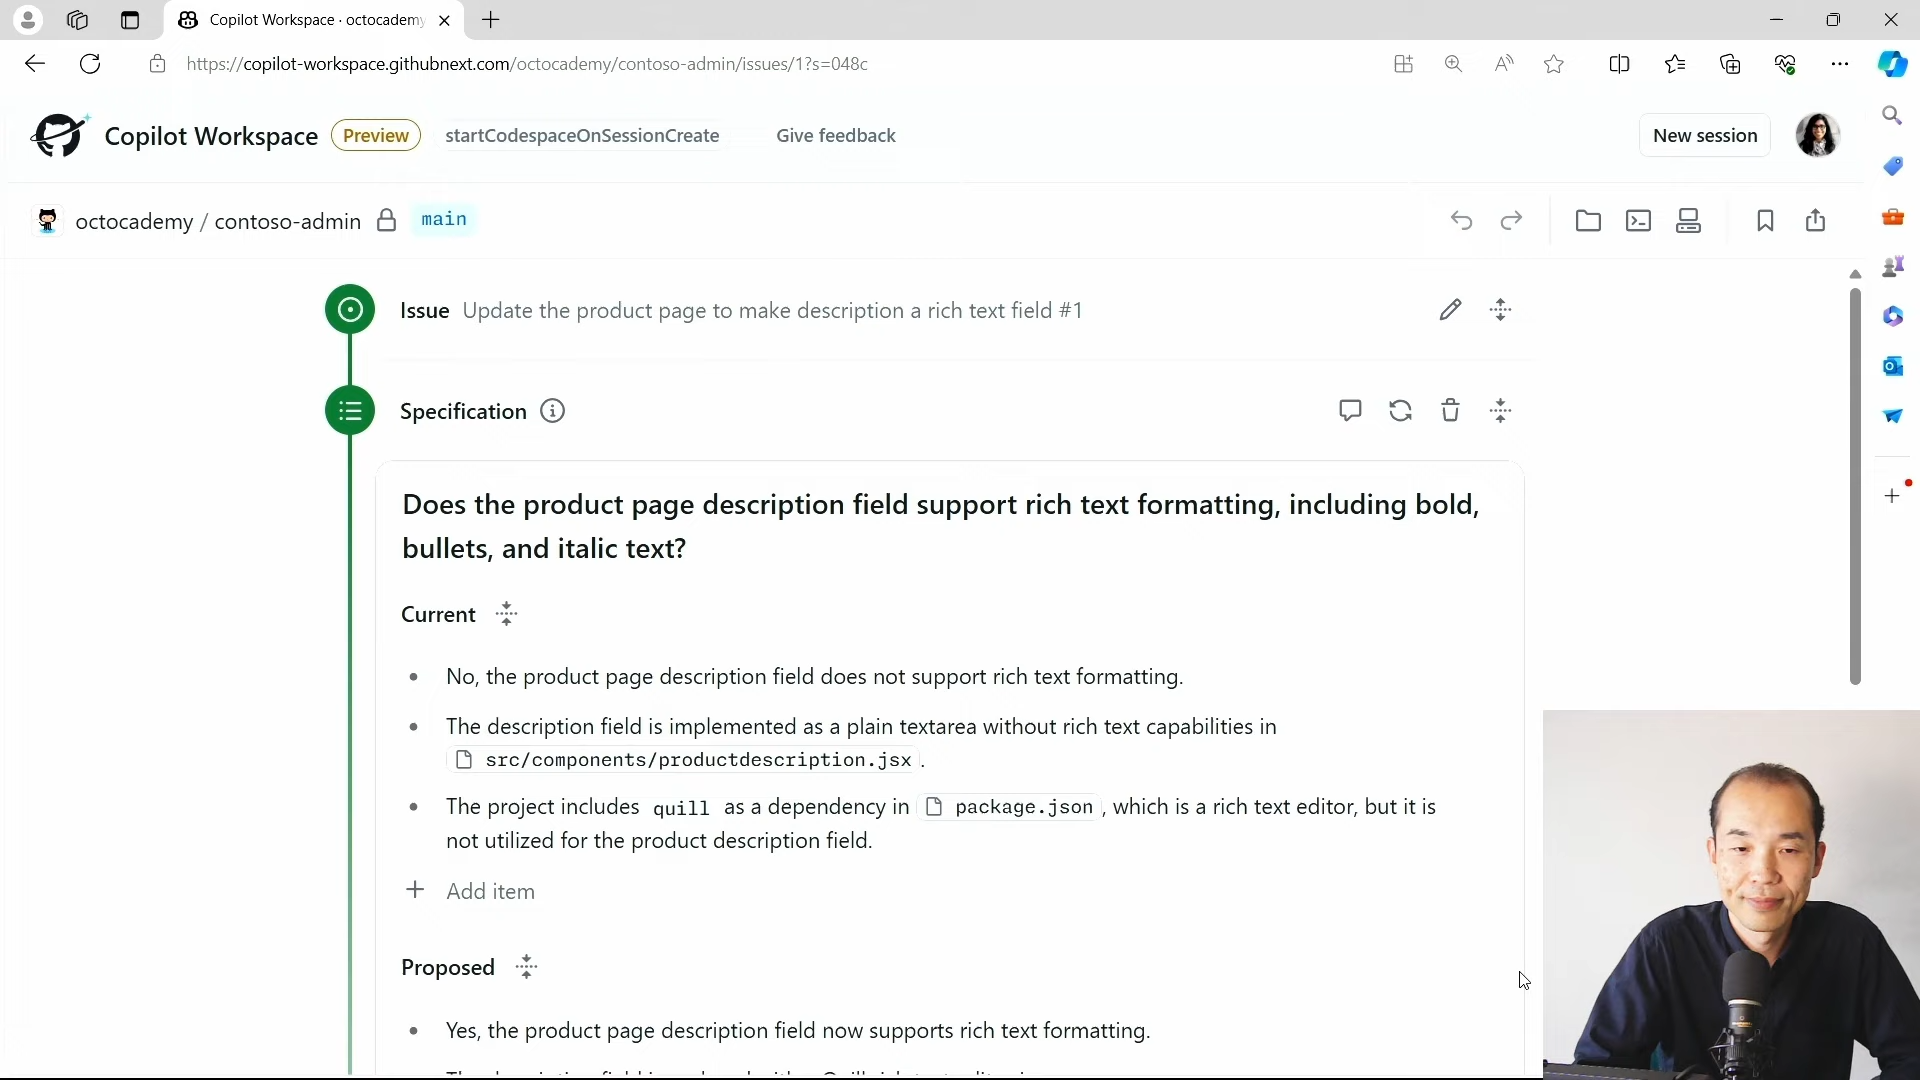 Copilot Workspace · octocademy
https://copilot-workspace.githubnext.com/octocademy/contoso-admin/issues/1?s=048c
Copilot Workspace Preview startCodespaceOnSessionCreate Give feedback New session
octocademy / contoso-admin main
Issue Update the product page to make description a rich text field #1
Specification
Does the product page description field support rich text formatting, including bold,
bullets, and italic text?
Current
• No, the product page description field does not support rich text formatting.
• The description field is implemented as a plain textarea without rich text capabilities in
src/components/productdescription.jsx .
• The project includes quill as a dependency in package.json , which is a rich text editor, but it is
not utilized for the product description field.
+ Add item
Proposed
• Yes, the product page description field now supports rich text formatting.